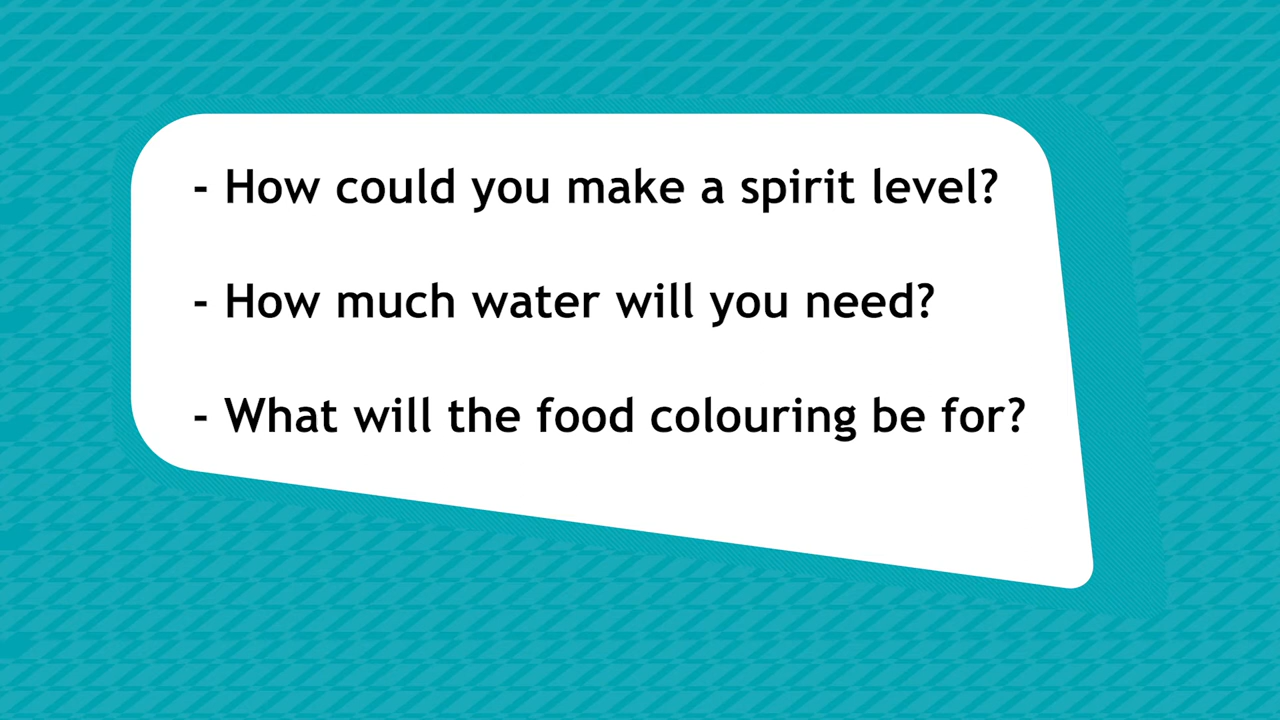 - How could you make a spirit level?
- How much water will you need?
- What will the food colouring be for?